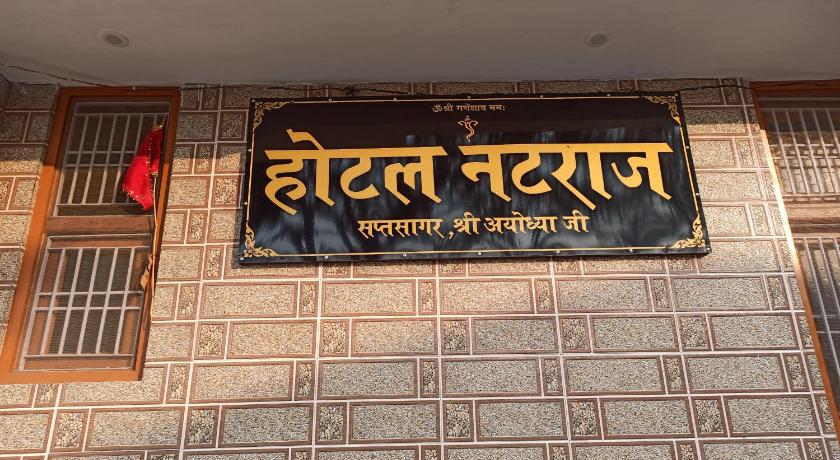 ॐ श्री गणेशाय नमः
होटल नटराज
सप्तसागर ,श्री अयोध्या जी